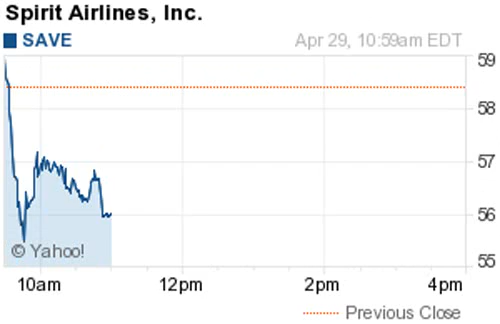 Spirit Airlines, Inc.
SAVE Apr 29, 10:59am EDT
59
58
57
56
55
© Yahoo!
10am 12pm 2pm 4pm
Previous Close